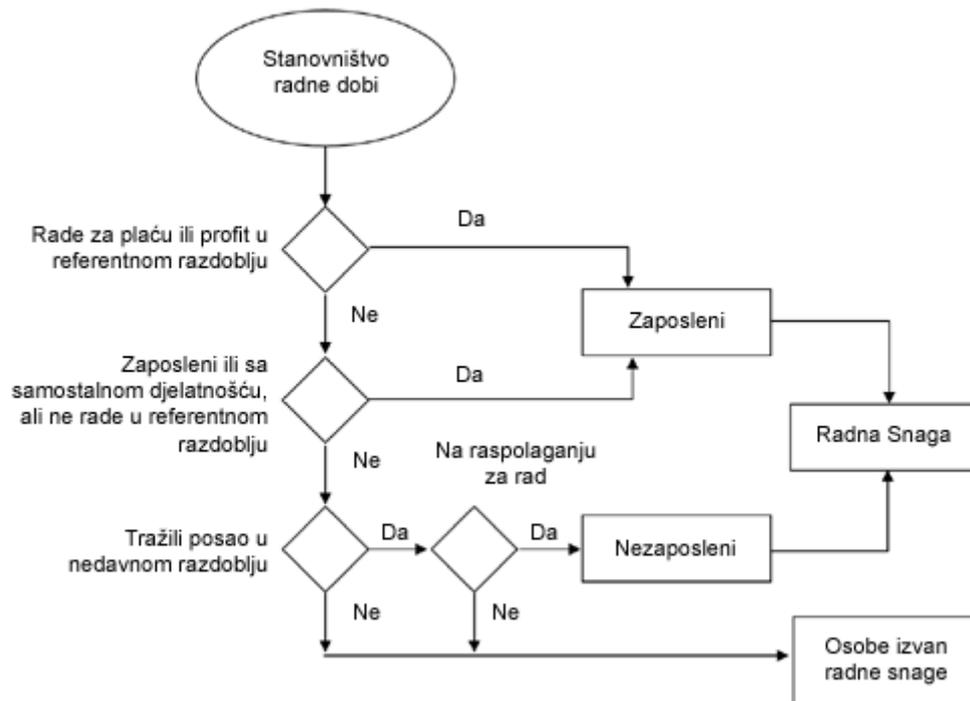 Stanovništvo
radne dobi
Da
Rade za plaću ili profit u
referentnom razdoblju
Ne
Zaposleni
Zaposleni ili sa
samostalnom djelatnošću,
ali ne rade u referentnom
razdoblju
Da
Radna Snaga
Ne
Na raspolaganju
za rad
Tražili posao u
nedavnom razdoblju
Da
Da
Nezaposleni
Ne
Ne
Osobe izvan
radne snage